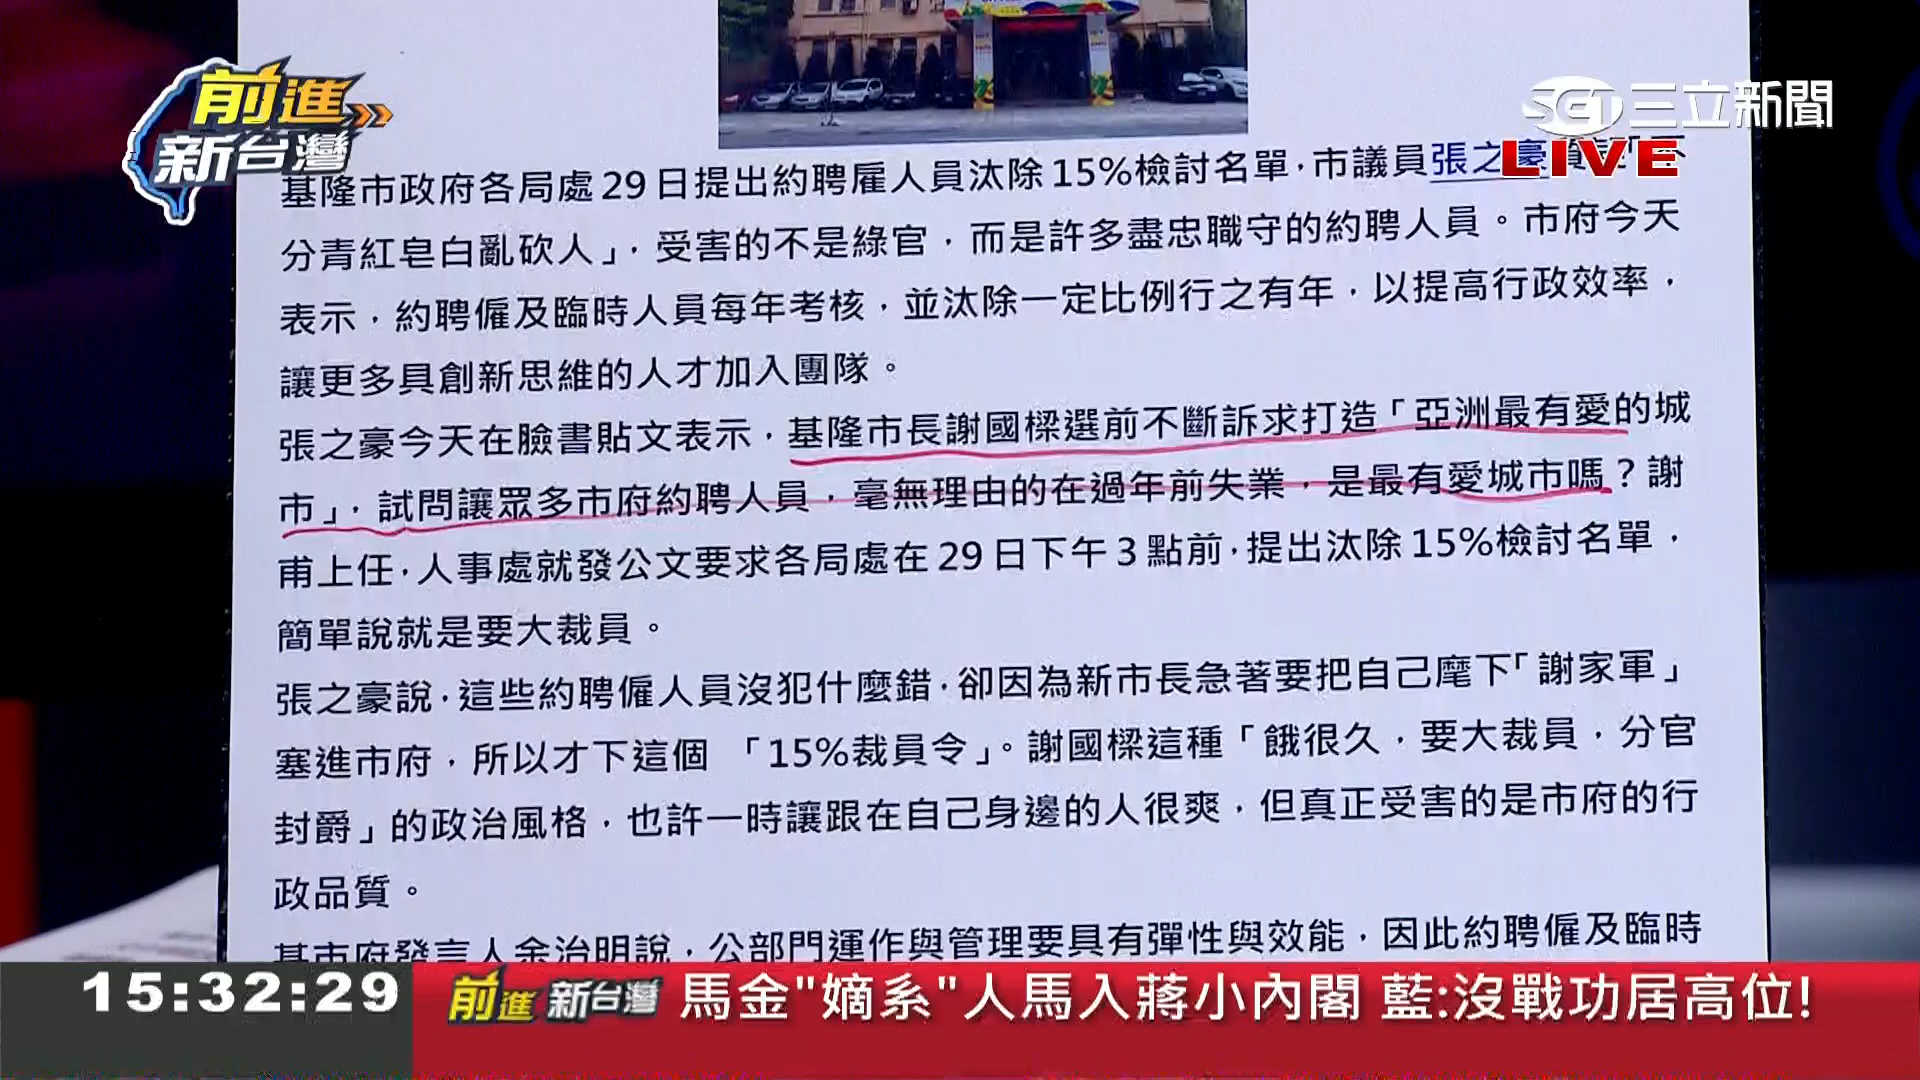 前進
新台灣
SET三立新聞
LIVE
基隆市政府各局處29日提出約聘雇人員汰除15%檢討名單，市議員張之豪
分青紅皂白亂砍人」，受害的不是綠官，而是許多盡忠職守的約聘人員。市府今天
表示，約聘僱及臨時人員每年考核，並汰除一定比例行之有年，以提高行政效率，
讓更多具創新思維的人才加入團隊。
張之豪今天在臉書貼文表示，基隆市長謝國樑選前不斷訴求打造「亞洲最有愛的城
市」，試問讓眾多市府約聘人員，毫無理由的在過年前失業，是最有愛城市嗎？謝
甫上任，人事處就發公文要求各局處在29日下午3點前，提出汰除15%檢討名單，
簡單說就是要大裁員。
張之豪說，這些約聘僱人員沒犯什麼錯，卻因為新市長急著要把自己麾下「謝家軍」
塞進市府，所以才下這個「15%裁員令」。謝國樑這種「餓很久，要大裁員，分官
封爵」的政治風格，也許一時讓跟在自己身邊的人很爽，但真正受害的是市府的行
政品質。
基市府發言人余治明說，公部門運作與管理要具有彈性與效能，因此約聘僱及臨時
15:32:29 前進新台灣 馬金"嫡系"人馬入蔣小內閣 藍:沒戰功居高位!